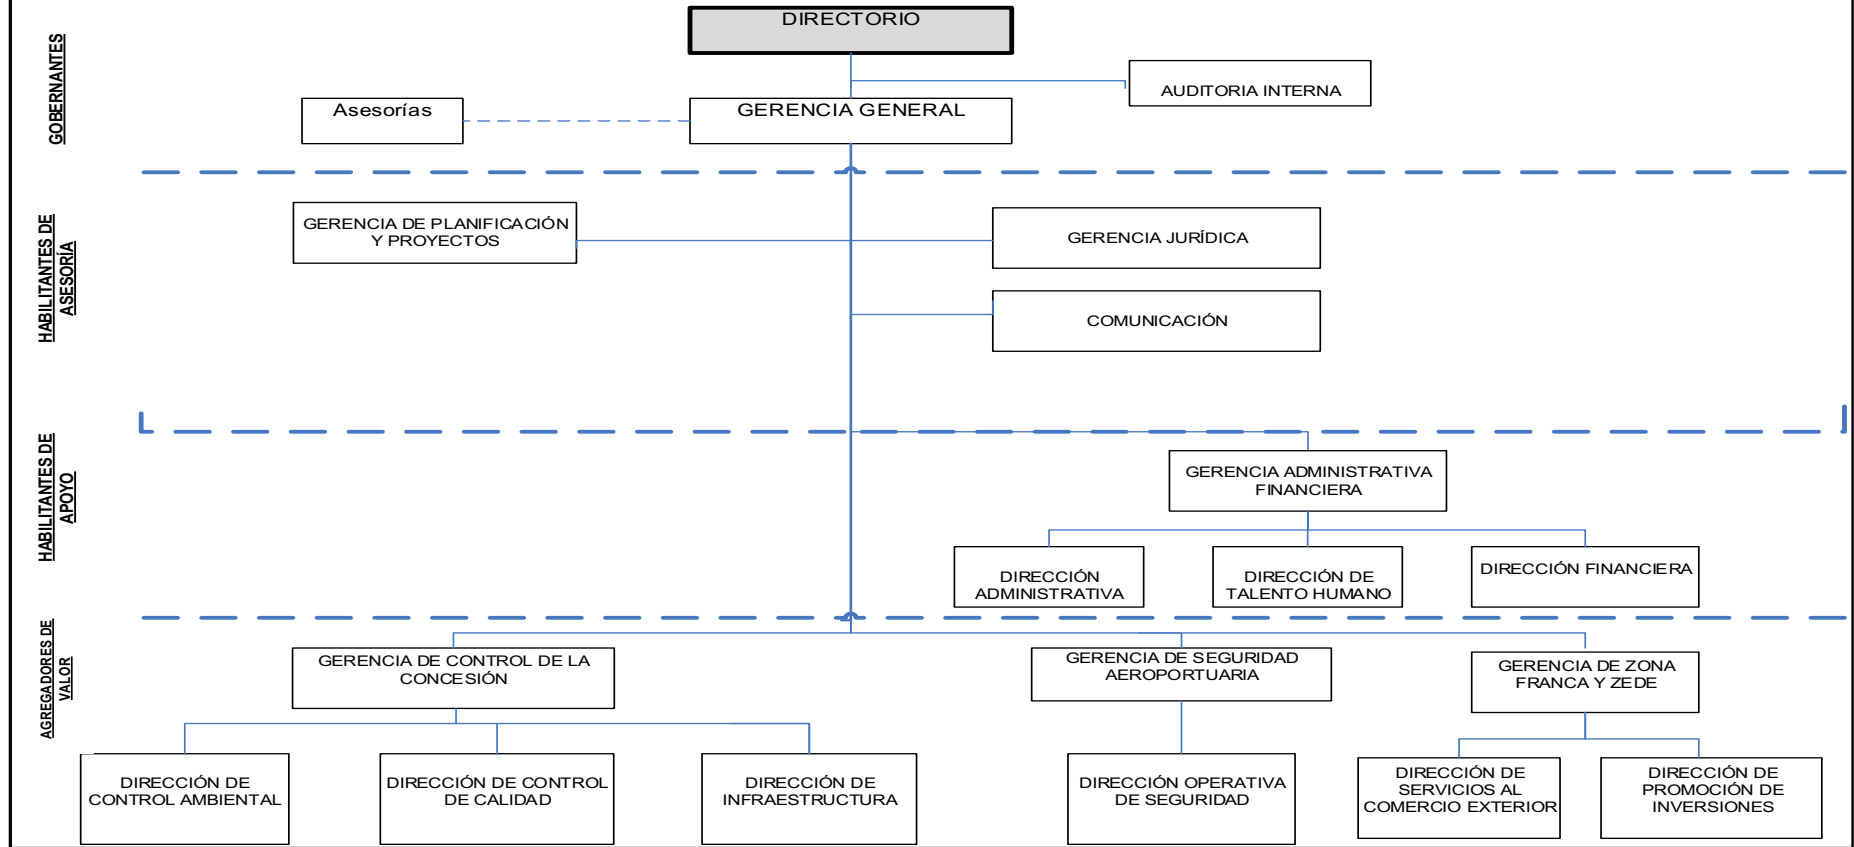 DIRECTORIO
GOBERNANTES
AUDITORIA INTERNA
Asesorías
GERENCIA GENERAL
HABILITANTES DE
ASESORÍA
GERENCIA DE PLANIFICACIÓN
Y PROYECTOS
GERENCIA JURÍDICA
COMUNICACIÓN
HABILITANTES DE
APOYO
GERENCIA ADMINISTRATIVA
FINANCIERA
DIRECCIÓN
ADMINISTRATIVA
DIRECCIÓN DE
TALENTO HUMANO
DIRECCIÓN FINANCIERA
AGREGADORES DE
VALOR
GERENCIA DE CONTROL DE LA
CONCESIÓN
GERENCIA DE SEGURIDAD
AEROPORTUARIA
GERENCIA DE ZONA
FRANCA Y ZEDE
DIRECCIÓN DE
CONTROL AMBIENTAL
DIRECCIÓN DE CONTROL
DE CALIDAD
DIRECCIÓN DE
INFRAESTRUCTURA
DIRECCIÓN OPERATIVA
DE SEGURIDAD
DIRECCIÓN DE
SERVICIOS AL
COMERCIO EXTERIOR
DIRECCIÓN DE
PROMOCIÓN DE
INVERSIONES